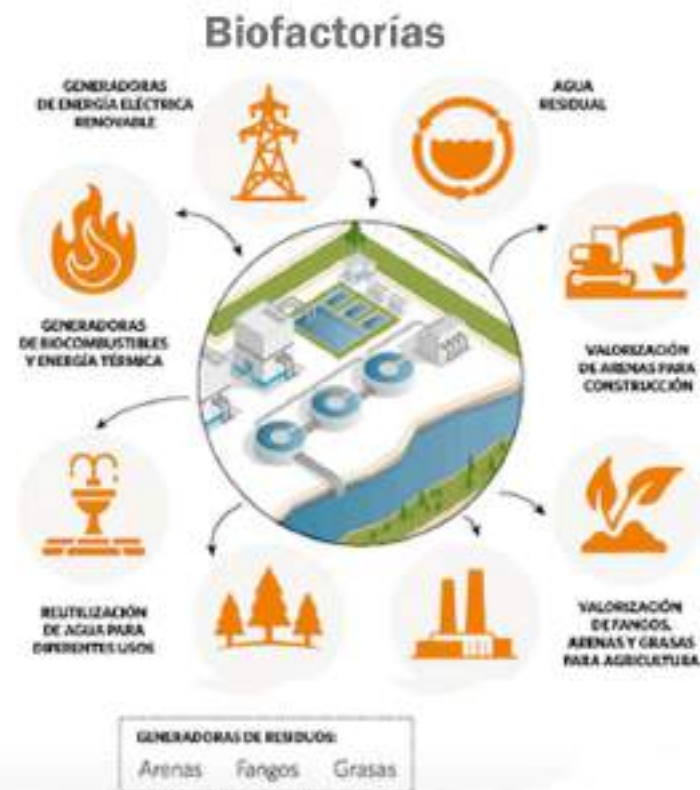 Biofactorías
GENERADORAS
DE ENERGÍA ELÉCTRICA
RENOVABLE
AGUA
RESIDUAL
GENERADORAS
DE BIOCOMBUSTIBLES
Y ENERGÍA TÉRMICA
VALORIZACIÓN
DE ARENAS PARA
CONSTRUCCIÓN
REUTILIZACIÓN
DE AGUA PARA
DIFERENTES USOS
VALORIZACIÓN
DE FANGOS,
ARENAS Y GRASAS
PARA AGRICULTURA
GENERADORAS DE RESIDUOS:
Arenas Fangos Grasas